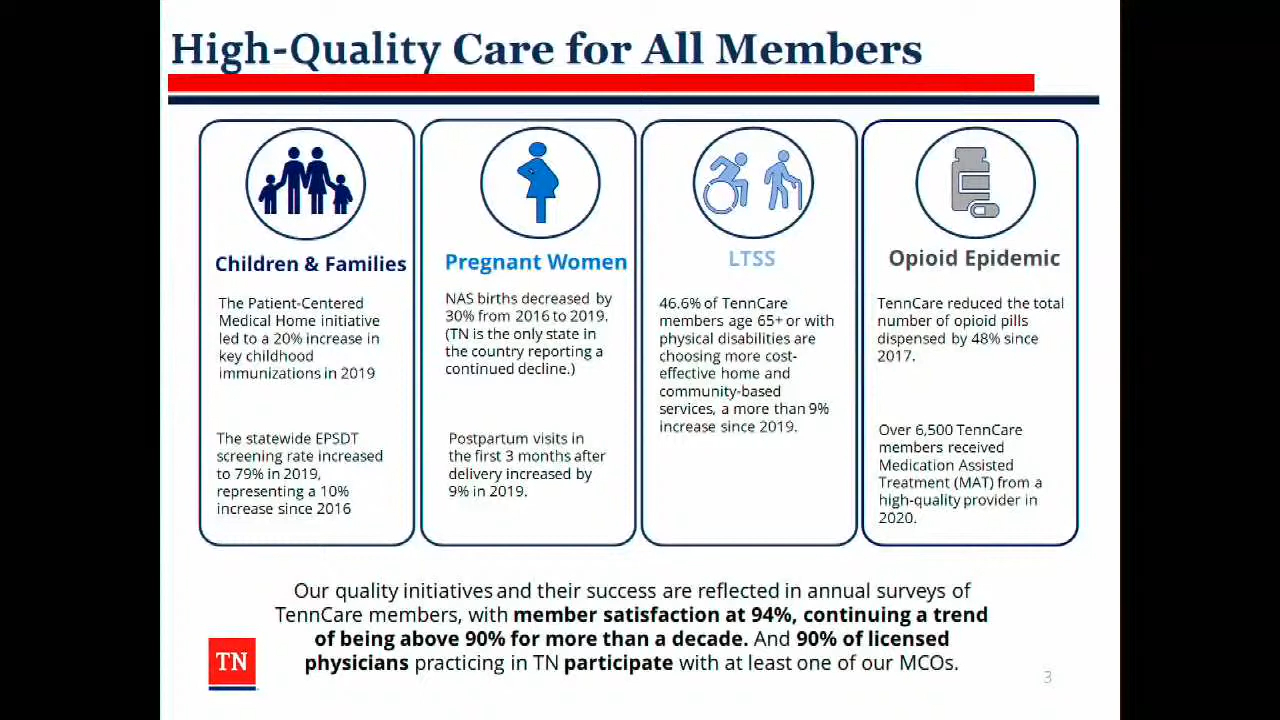 High-Quality Care for All Members
Children & Families
The Patient-Centered
Medical Home initiative
led to a 20% increase in
key childhood
immunizations in 2019
The statewide EPSDT
screening rate increased
to 79% in 2019,
representing a 10%
increase since 2016
Pregnant Women
NAS births decreased by
30% from 2016 to 2019.
(TN is the only state in
the country reporting a
continued decline.)
Postpartum visits in
the first 3 months after
delivery increased by
9% in 2019.
LTSS
46.6% of TennCare
members age 65+ or with
physical disabilities are
choosing more cost-
effective home and
community-based
services, a more than 9%
increase since 2019.
Opioid Epidemic
TennCare reduced the total
number of opioid pills
dispensed by 48% since
2017.
Over 6,500 TennCare
members received
Medication Assisted
Treatment (MAT) from a
high-quality provider in
2020.
Our quality initiatives and their success are reflected in annual surveys of
TennCare members, with member satisfaction at 94%, continuing a trend
of being above 90% for more than a decade. And 90% of licensed
physicians practicing in TN participate with at least one of our MCOs.
TN
3